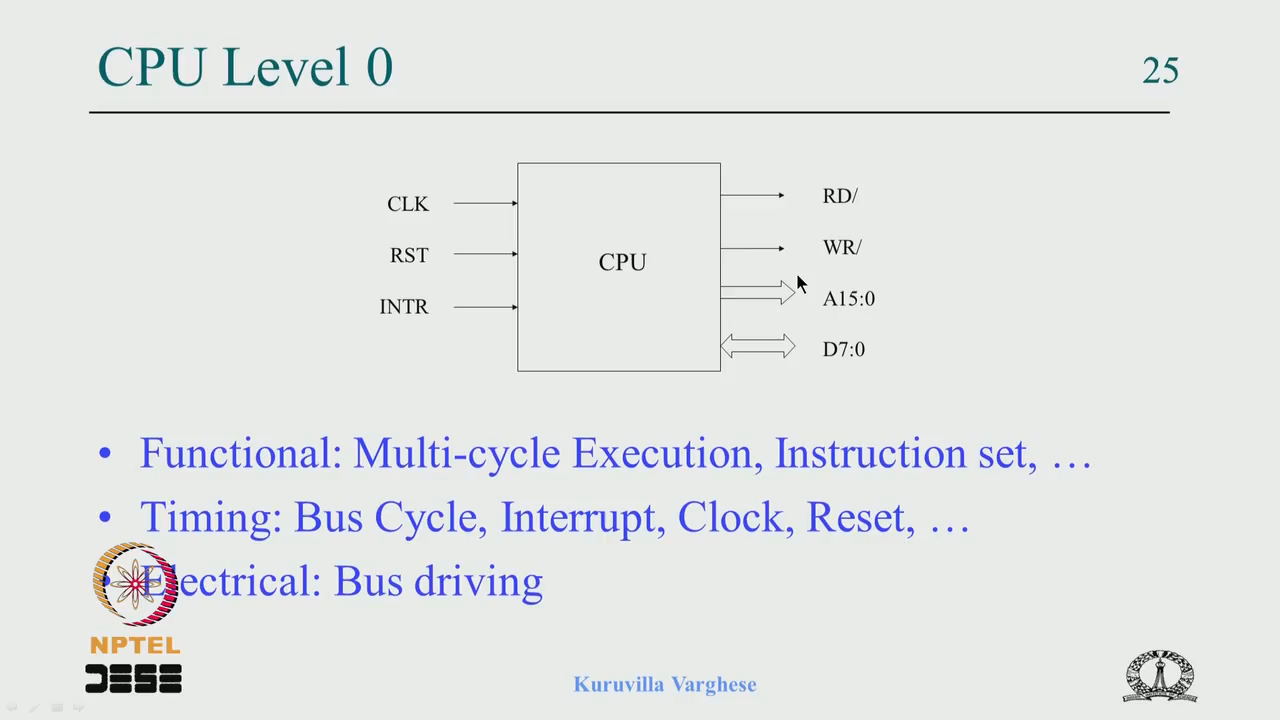 CPU Level 0
25
CLK
RST
INTR
CPU
RD/
WR/
A15:0
D7:0
• Functional: Multi-cycle Execution, Instruction set, …
• Timing: Bus Cycle, Interrupt, Clock, Reset, …
• Electrical: Bus driving
NPTEL
DESE
Kuruvilla Varghese